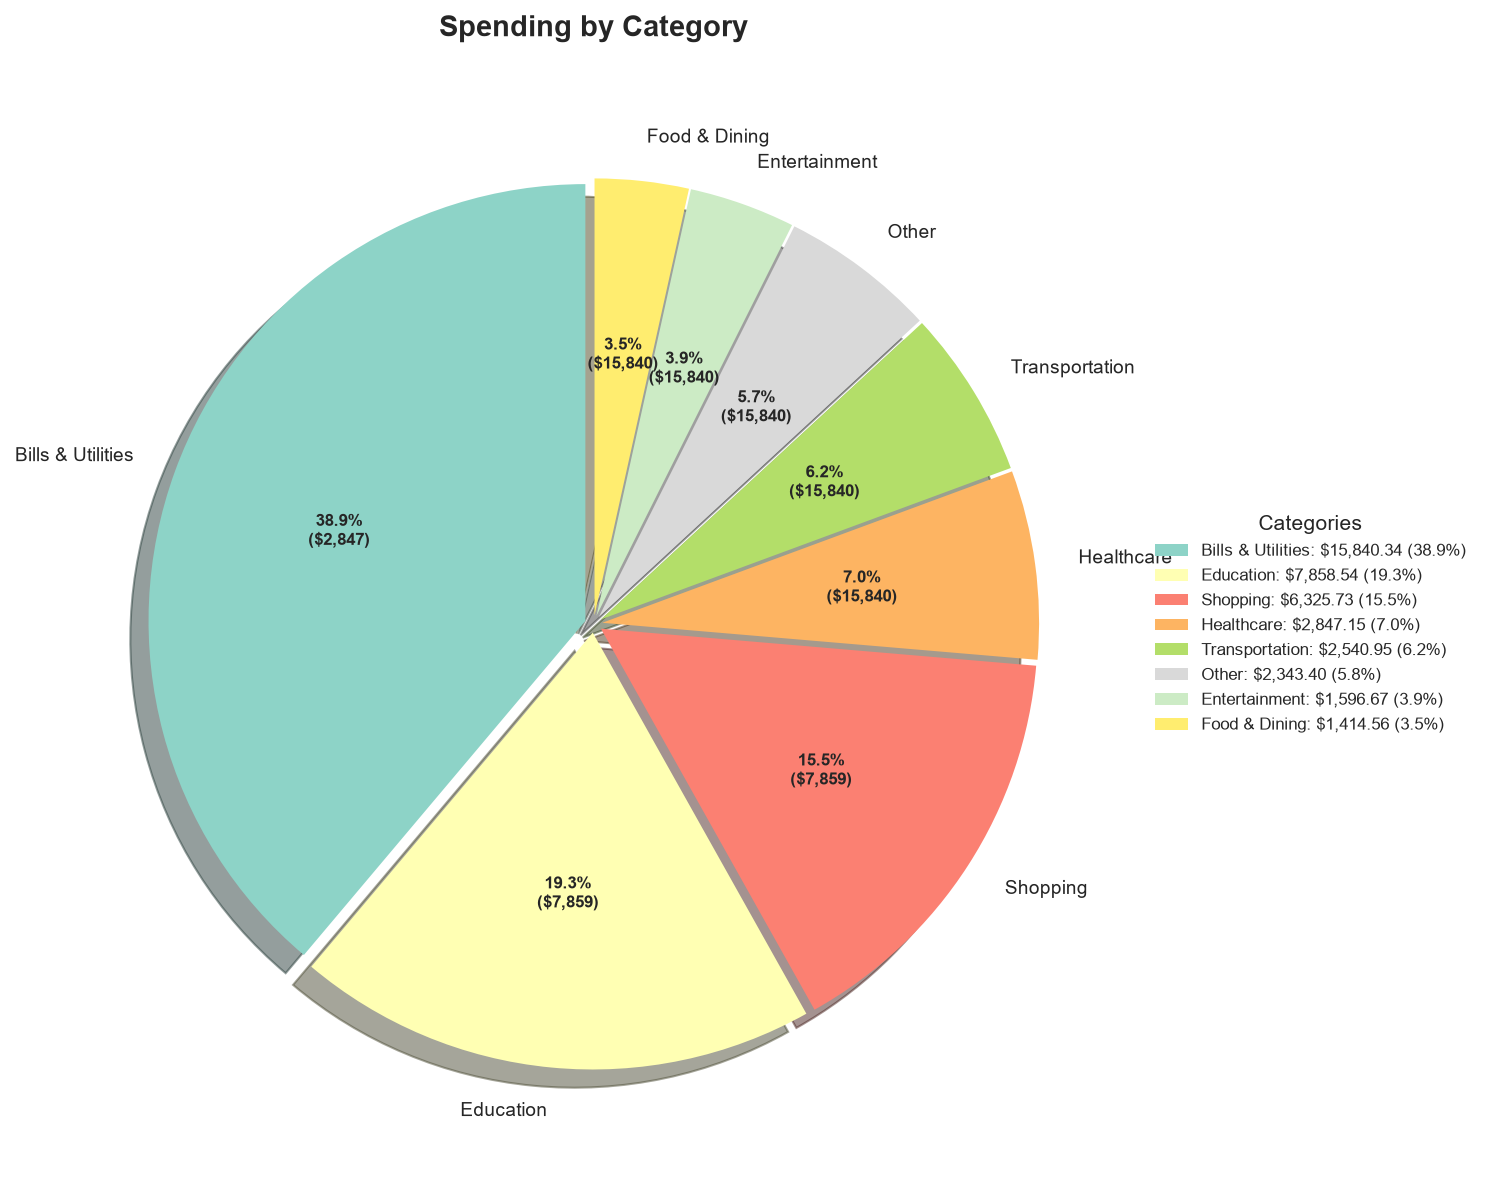 Spending by Category
Food & Dining
Entertainment
Other
Transportation
Healthcare
Shopping
Education
Bills & Utilities
3.5%
($15,840)
3.9%
($15,840)
5.7%
($15,840)
6.2%
($15,840)
7.0%
($15,840)
15.5%
($7,859)
19.3%
($7,859)
38.9%
($2,847)
Categories
Bills & Utilities: $15,840.34 (38.9%)
Education: $7,858.54 (19.3%)
Shopping: $6,325.73 (15.5%)
Healthcare: $2,847.15 (7.0%)
Transportation: $2,540.95 (6.2%)
Other: $2,343.40 (5.8%)
Entertainment: $1,596.67 (3.9%)
Food & Dining: $1,414.56 (3.5%)